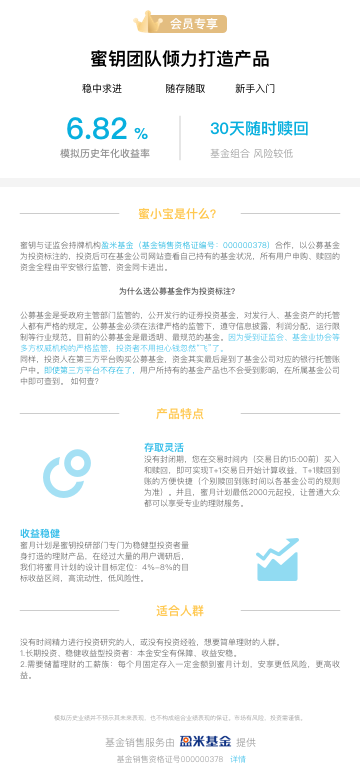 会员专享
蜜钥团队倾力打造产品
稳中求进 随存随取 新手入门
6.82 %
模拟历史年化收益率
30天随时赎回
基金组合 风险较低
蜜小宝是什么?
蜜钥与证监会持牌机构盈米基金（基金销售资格证编号：000000378）合作，以公募基金
为投资标注的，投资后可在基金公司网站查看自己持有的基金状况，所有用户申购、赎回的
资金全程由平安银行监管，资金同卡进出。
为什么选公募基金作为投资标注?
公募基金是受政府主管部门监管的，公开发行的证券投资基金，对发行人、基金资产的托管
人都有严格的规定。公募基金必须在法律严格的监管下，遵守信息披露，利润分配，运行限
制等行业规范。目前的公募基金是最透明、最规范的基金。因为受到证监会、基金业协会等
多方权威机构的严格监管，投资者不用担心钱忽然“飞”了。
同样，投资人在第三方平台购买公募基金，资金其实最后是到了基金公司对应的银行托管账
户中。即使第三方平台不存在了，用户所持有的基金产品也不会受到影响，在所属基金公司
中即可查到。 如何查?
产品特点
存取灵活
没有封闭期，您在交易时间内（交易日的15:00前）买入
和赎回，即可实现T+1交易日开始计算收益，T+1赎回到
账的方便快捷（个别赎回到账时间以各基金公司的规则
为准）。并且，蜜月计划最低2000元起投，让普通大众
都可以享受专业的理财服务。
收益稳健
蜜月计划是蜜钥投研部门专门为稳健型投资者量
身打造的理财产品，在经过大量的用户调研后，
我们将蜜月计划的设计目标定位：4%-8%的目
标收益区间，高流动性，低风险性。
适合人群
没有时间精力进行投资研究的人，或没有投资经验，想要简单理财的人群。
1.长期投资、稳健收益型投资者：本金安全有保障、收益安稳。
2.需要储蓄理财的工薪族：每个月固定存入一定金额到蜜月计划，安享更低风险，更高收
益。
模拟历史业绩并不预示其未来表现，也不构成组合业绩表现的保证。市场有风险，投资需谨慎。
基金销售服务由 盈米基金 提供
基金销售资格证号000000378 详情